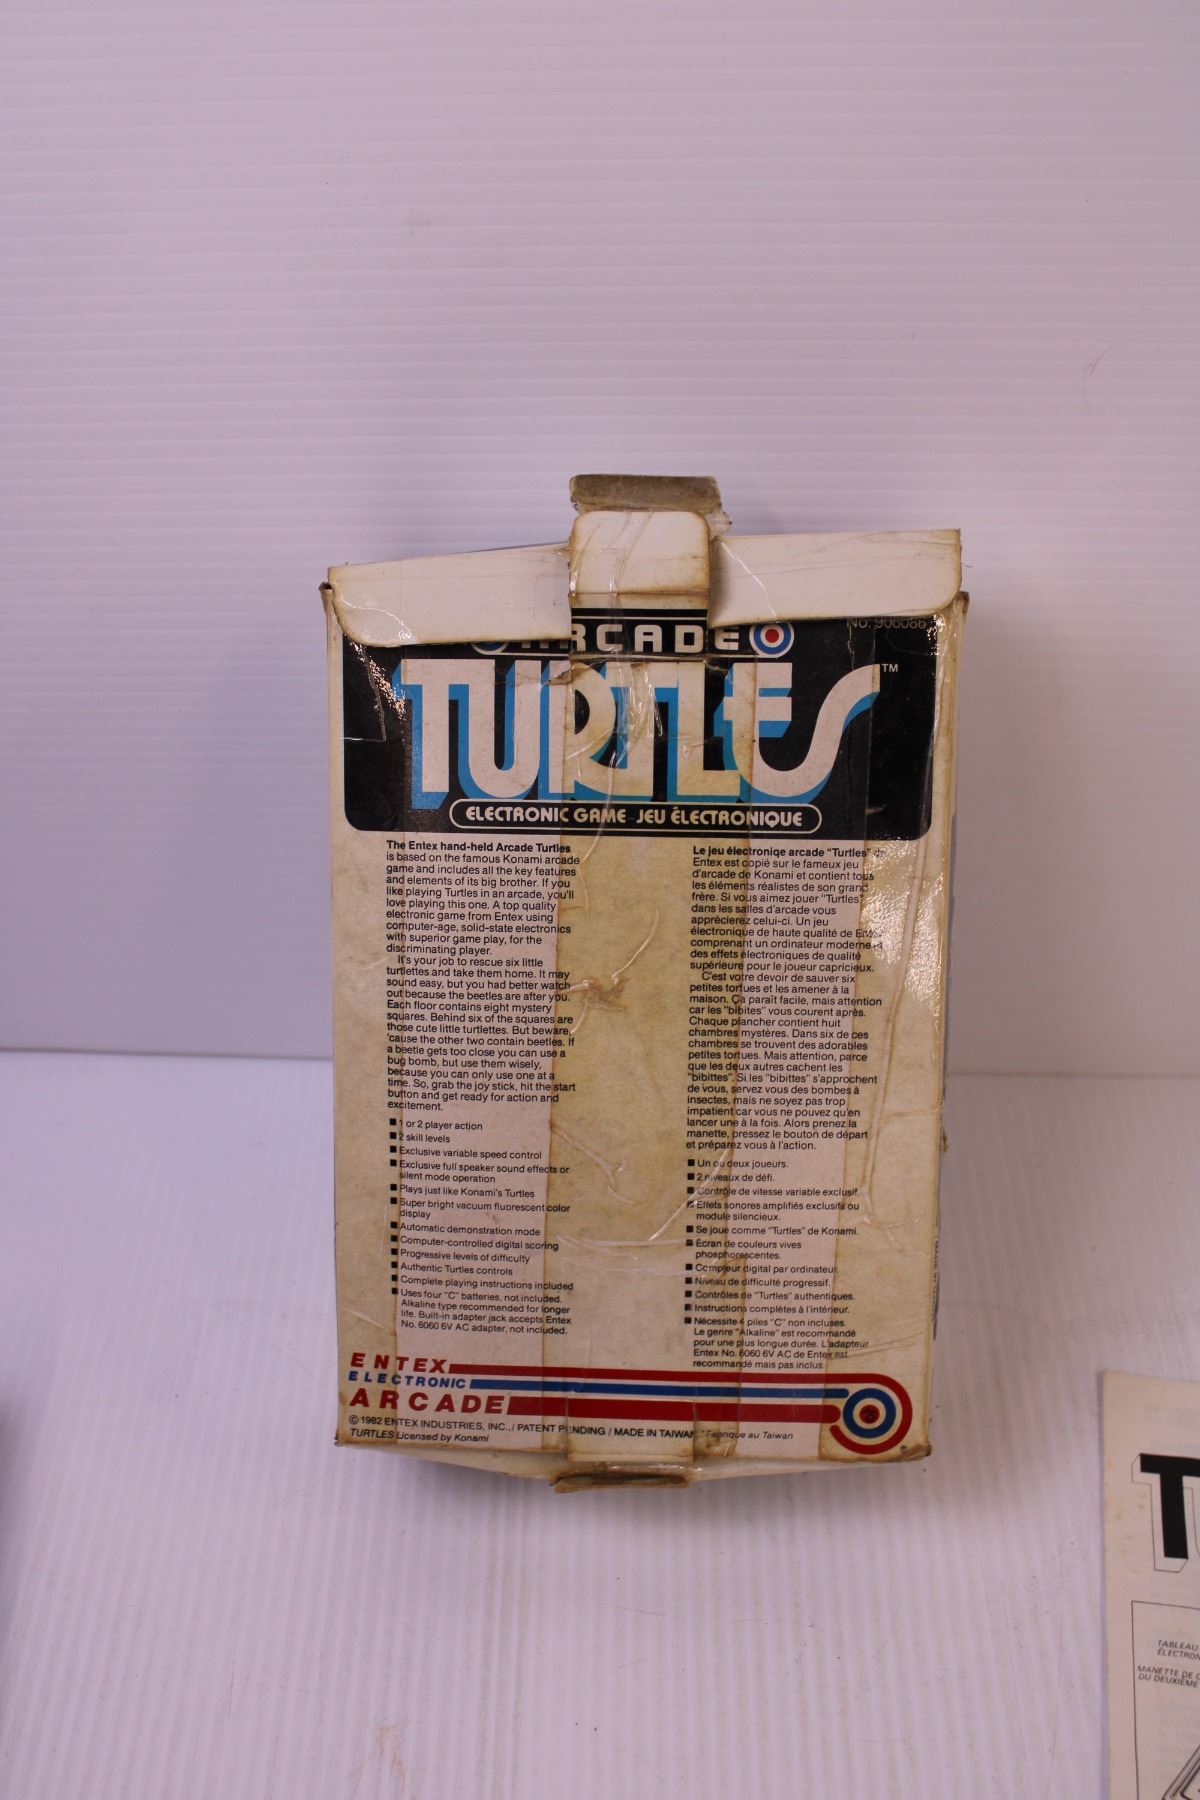 ARCADE
No. 906086
TURTLES™
ELECTRONIC GAME JEU ÉLECTRONIQUE
The Entex hand-held Arcade Turtles
is based on the famous Konami arcade
game and includes all the key features
and elements of its big brother. If you
like playing Turtles in an arcade, you'll
love playing this one. A top quality
electronic game from Entex using
computer-age, solid-state electronics
with superior game play, for the
discriminating player.
It's your job to rescue six little
turtlettes and take them home. It may
sound easy, but you had better watch
out because the beetles are after you.
Each floor contains eight mystery
squares. Behind six of the squares are
those cute little turtlettes. But beware,
'cause the other two contain beetles. If
a beetle gets too close you can use a
bug bomb, but use them wisely,
because you can only use one at a
time. So, grab the joy stick, hit the start
button and get ready for action and
excitement.
■ 1 or 2 player action
■ 2 skill levels
■ Exclusive variable speed control
■ Exclusive full speaker sound effects or
silent mode operation
■ Plays just like Konami's Turtles
■ Super bright vacuum fluorescent color
display
■ Automatic demonstration mode
■ Computer-controlled digital scoring
■ Progressive levels of difficulty
■ Authentic Turtles controls
■ Complete playing instructions included
■ Uses four "C" batteries, not included.
Alkaline type recommended for longer
life. Built-in adapter jack accepts Entex
No. 6060 6V AC adapter, not included.
Le jeu électroniqe arcade "Turtles" de
Entex est copié sur le fameux jeu
d'arcade de Konami et contient tous
les éléments réalistes de son grand
frère. Si vous aimez jouer "Turtles"
dans les salles d'arcade vous
apprécierez celui-ci. Un jeu
électronique de haute qualité de Entex
comprenant un ordinateur moderne et
des effets électroniques de qualité
supérieure pour le joueur capricieux.
C'est votre devoir de sauver six
petites tortues et les amener à la
maison. Ça paraît facile, mais attention
car les "bibites" vous courent après.
Chaque plancher contient huit
chambres mystères. Dans six de ces
chambres se trouvent des adorables
petites tortues. Mais attention, parce
que les deux autres cachent les
"bibittes". Si les "bibittes" s'approchent
de vous, servez vous des bombes à
insectes, mais ne soyez pas trop
impatient car vous ne pouvez qu'en
lancer une à la fois. Alors prenez la
manette, pressez le bouton de départ
et préparez vous à l'action.
■ Un ou deux joueurs.
■ 2 niveaux de défi.
■ Contrôle de vitesse variable exclusif.
■ Effets sonores amplifiés exclusifs ou
module silencieux.
■ Se joue comme "Turtles" de Konami.
■ Écran de couleurs vives
phosphorescentes.
■ Compteur digital par ordinateur.
■ Niveau de difficulté progressif.
■ Contrôles de "Turtles" authentiques.
■ Instructions complètes à l'intérieur.
■ Nécessite 4 piles "C" non incluses.
Le genre "Alkaline" est recommandé
pour une plus longue durée. L'adapteur
Entex No. 6060 6V AC de Entex est
recommandé mais pas inclus.
ENTEX
ELECTRONIC
ARCADE
© 1982 ENTEX INDUSTRIES, INC../ PATENT PENDING / MADE IN TAIWAN Fabrique au Taiwan
TURTLES Licensed by Konami
TABLEAU
ÉLECTRON
MANETTE DE C
DU DEUXIÈME